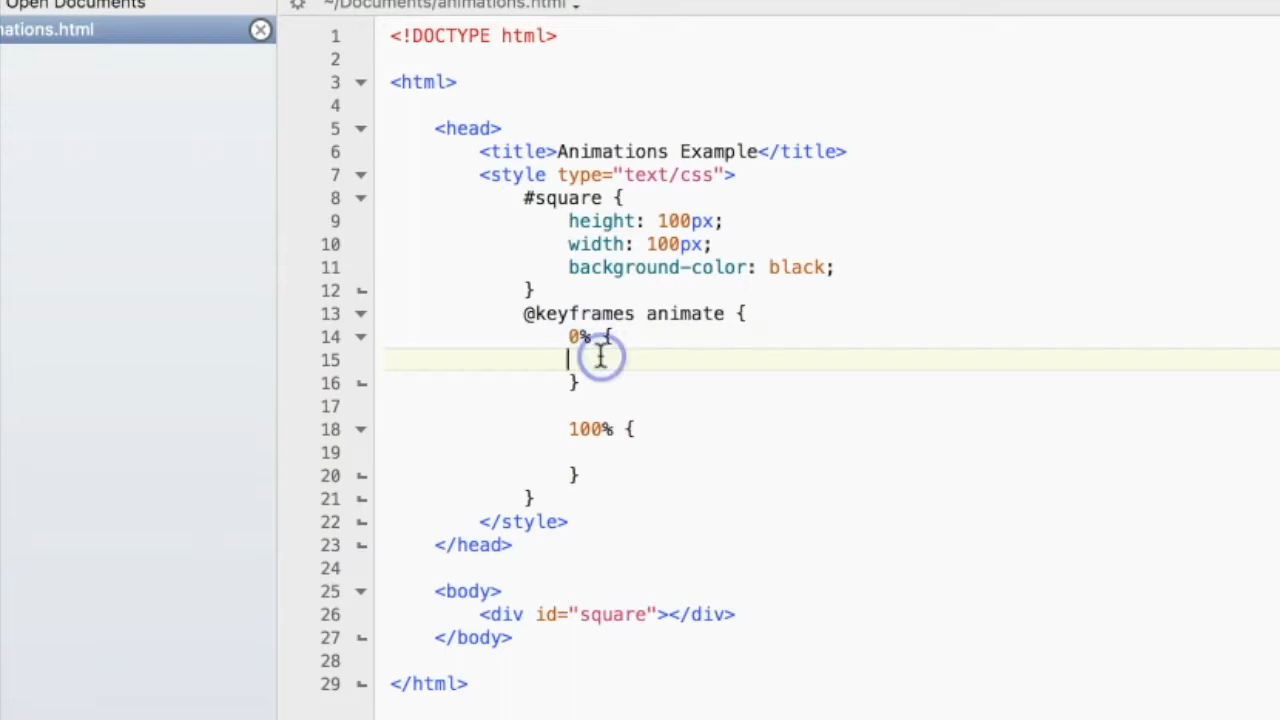 Open Documents
~/Documents/animations.html
nations.html
1 <!DOCTYPE html>
2
3 <html>
4
5 <head>
6 <title>Animations Example</title>
7 <style type="text/css">
8 #square {
9 height: 100px;
10 width: 100px;
11 background-color: black;
12 }
13 @keyframes animate {
14 0% {
15
16 }
17
18 100% {
19
20 }
21 }
22 </style>
23 </head>
24
25 <body>
26 <div id="square"></div>
27 </body>
28
29 </html>